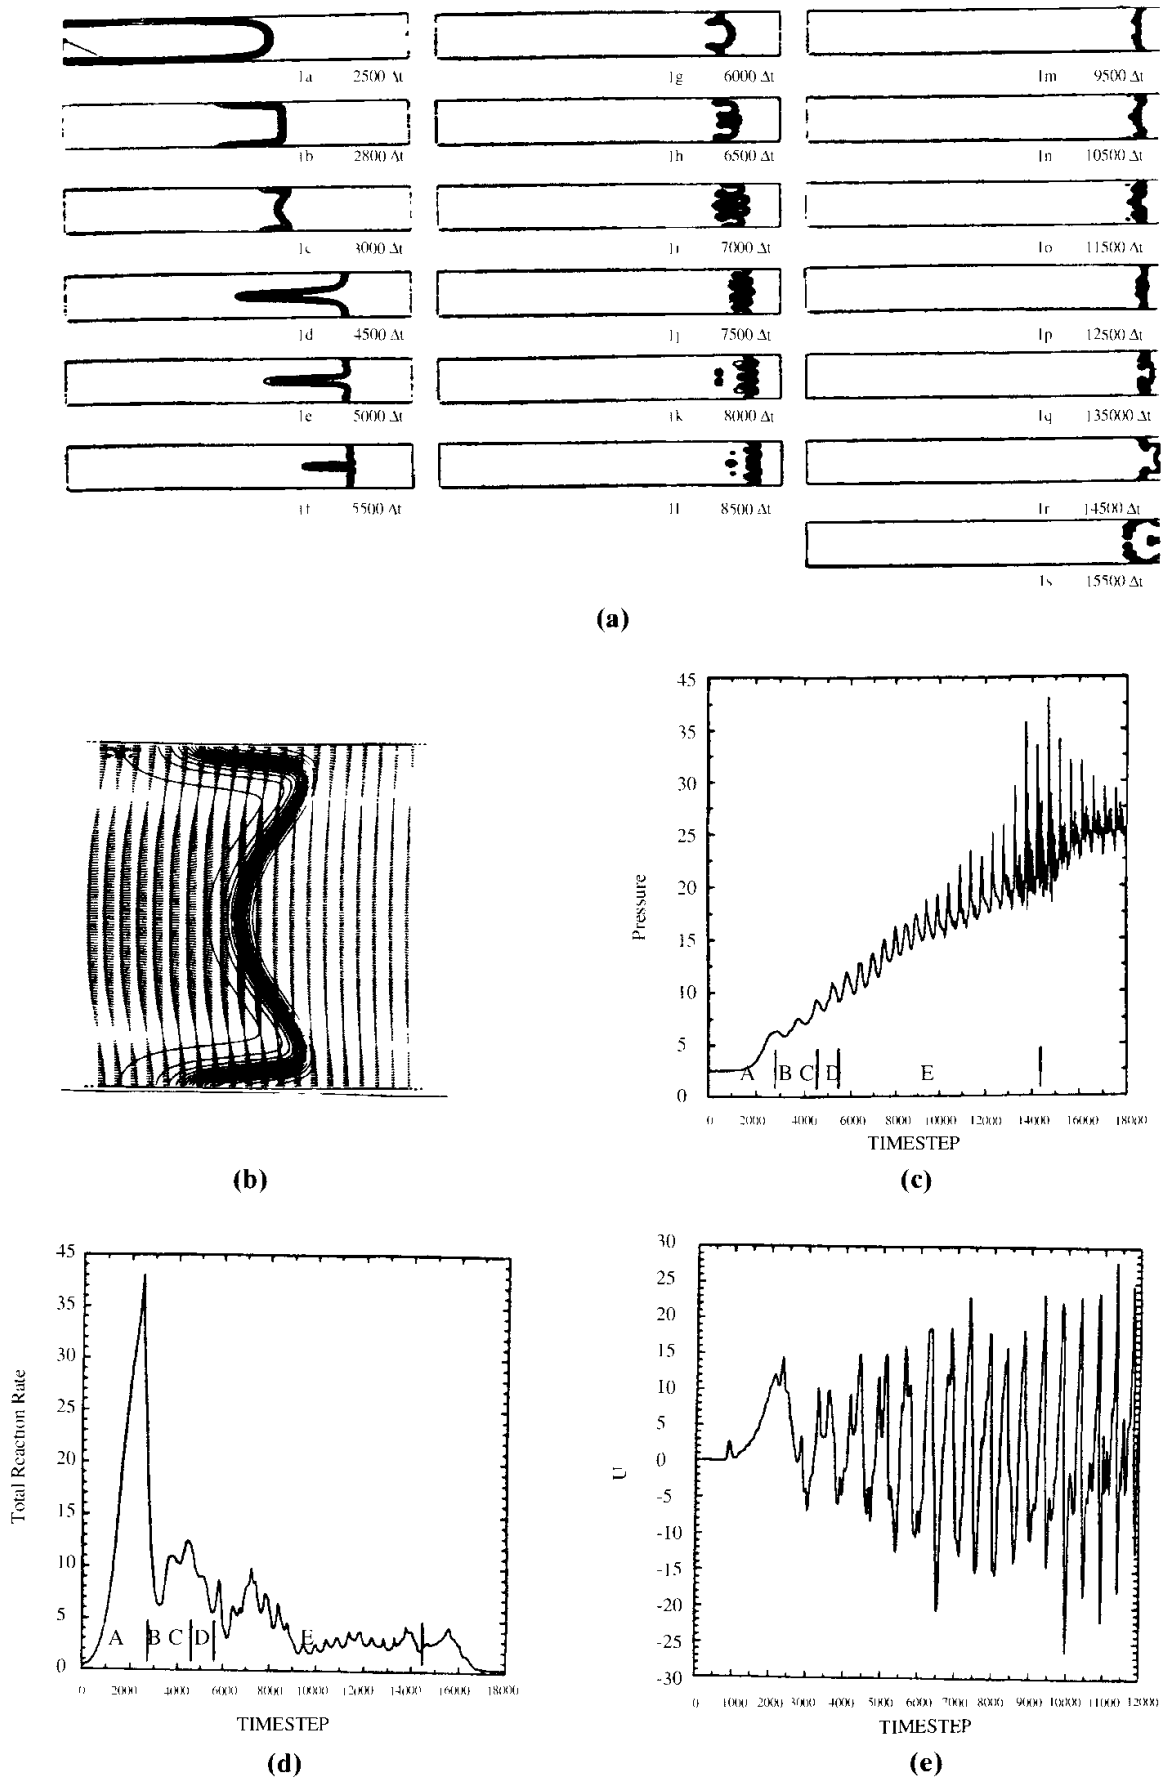 1a 2500 Δt
1g 6000 Δt
1m 9500 Δt
1b 2800 Δt
1h 6500 Δt
1n 10500 Δt
1c 3000 Δt
1i 7000 Δt
1o 11500 Δt
1d 4500 Δt
1j 7500 Δt
1p 12500 Δt
1e 5000 Δt
1k 8000 Δt
1q 135000 Δt
1f 5500 Δt
1l 8500 Δt
1r 14500 Δt
1s 15500 Δt
(a)
(b)
45
40
35
30
25
20
15
10
5
0
Pressure
A B C D E
0 2000 4000 6000 8000 10000 12000 14000 16000 18000
TIMESTEP
(c)
45
35
30
25
20
15
10
5
0
Total Reaction Rate
A B C D E
0 2000 4000 6000 8000 10000 12000 14000 16000 18000
TIMESTEP
(d)
30
25
20
15
10
5
0
-5
-10
-15
-20
-25
-30
U
0 1000 2000 3000 4000 5000 6000 7000 8000 9000 10000 11000 12000
TIMESTEP
(e)